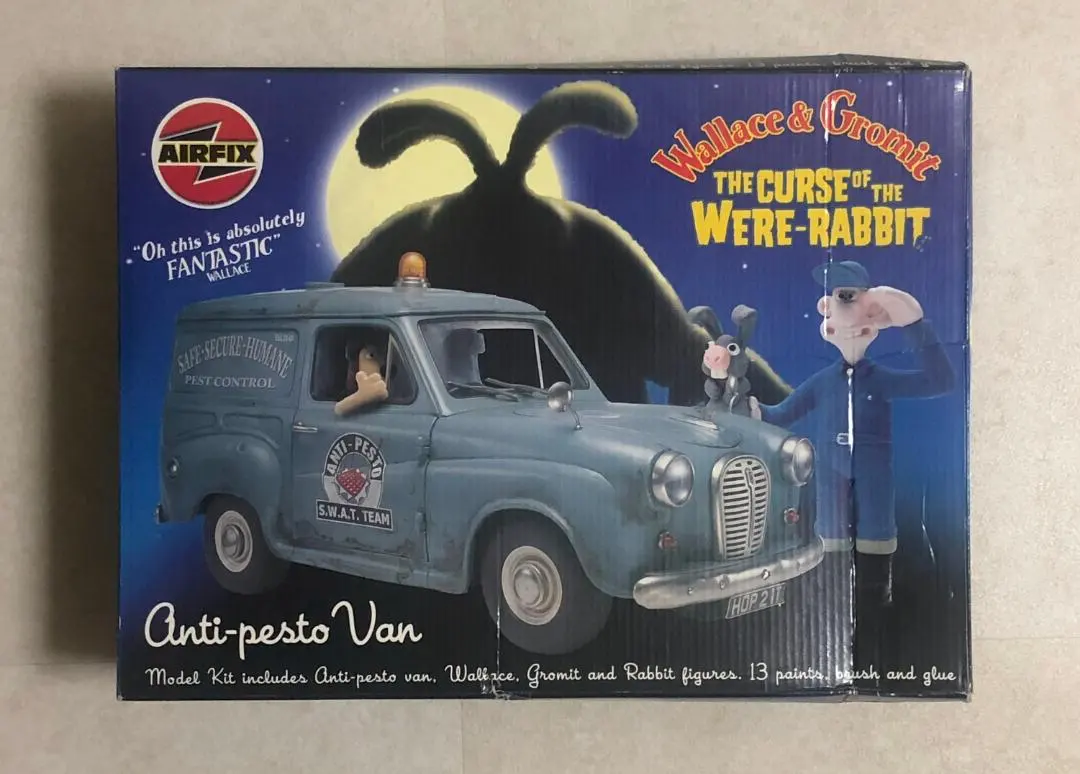 AIRFIX
"Oh this is absolutely
FANTASTIC"
WALLACE
Wallace & Gromit
THE CURSE OF THE
WERE-RABBIT
SAFE·SECURE·HUMANE
PEST CONTROL
ANTI-PESTO
S.W.A.T. TEAM
HOP 21T
Anti-pesto Van
Model Kit includes Anti-pesto van, Wallace, Gromit and Rabbit figures. 13 paints, brush and glue